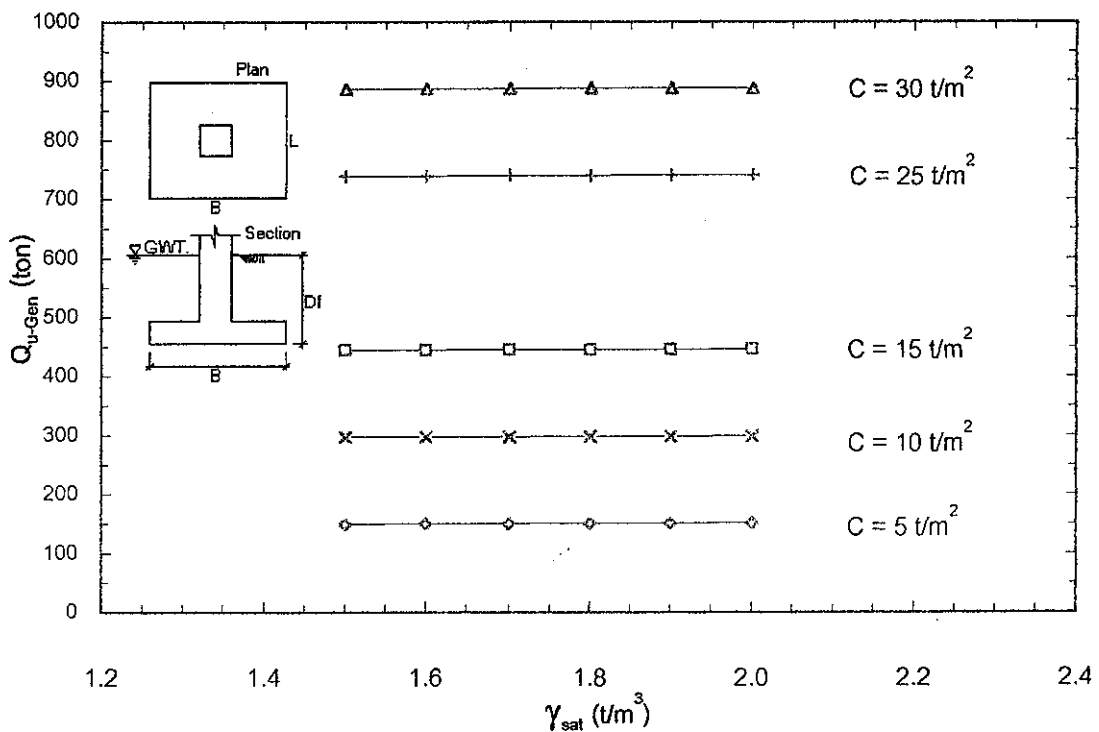 1000
900
800
700
600
500
400
300
200
100
0
Q_u-Gen (ton)
Plan
L
B
GWT.
Section
Df
B
C = 30 t/m²
C = 25 t/m²
C = 15 t/m²
C = 10 t/m²
C = 5 t/m²
1.2 1.4 1.6 1.8 2.0 2.2 2.4
γ_sat (t/m³)